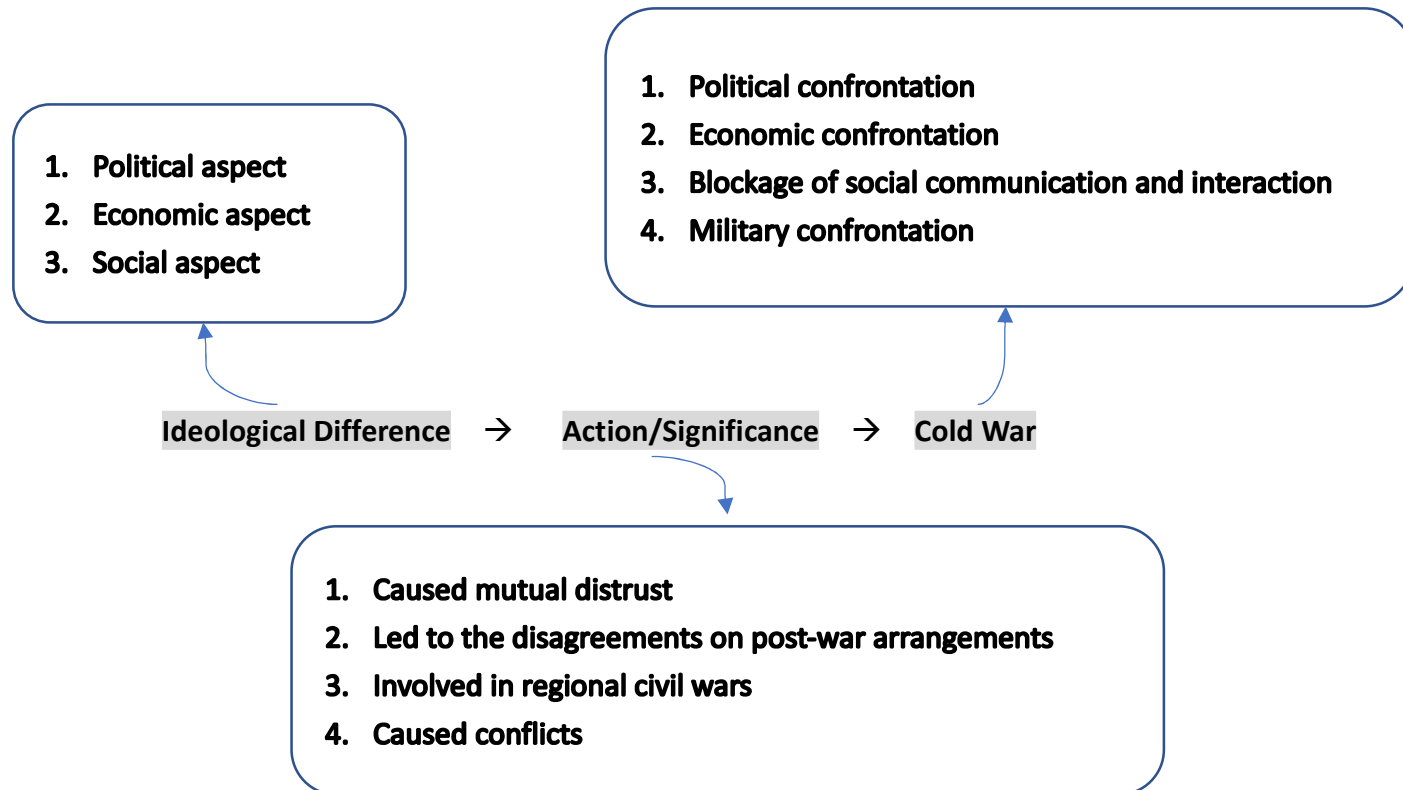 1. Political confrontation
2. Economic confrontation
3. Blockage of social communication and interaction
4. Military confrontation
1. Political aspect
2. Economic aspect
3. Social aspect
Ideological Difference → Action/Significance → Cold War
1. Caused mutual distrust
2. Led to the disagreements on post-war arrangements
3. Involved in regional civil wars
4. Caused conflicts